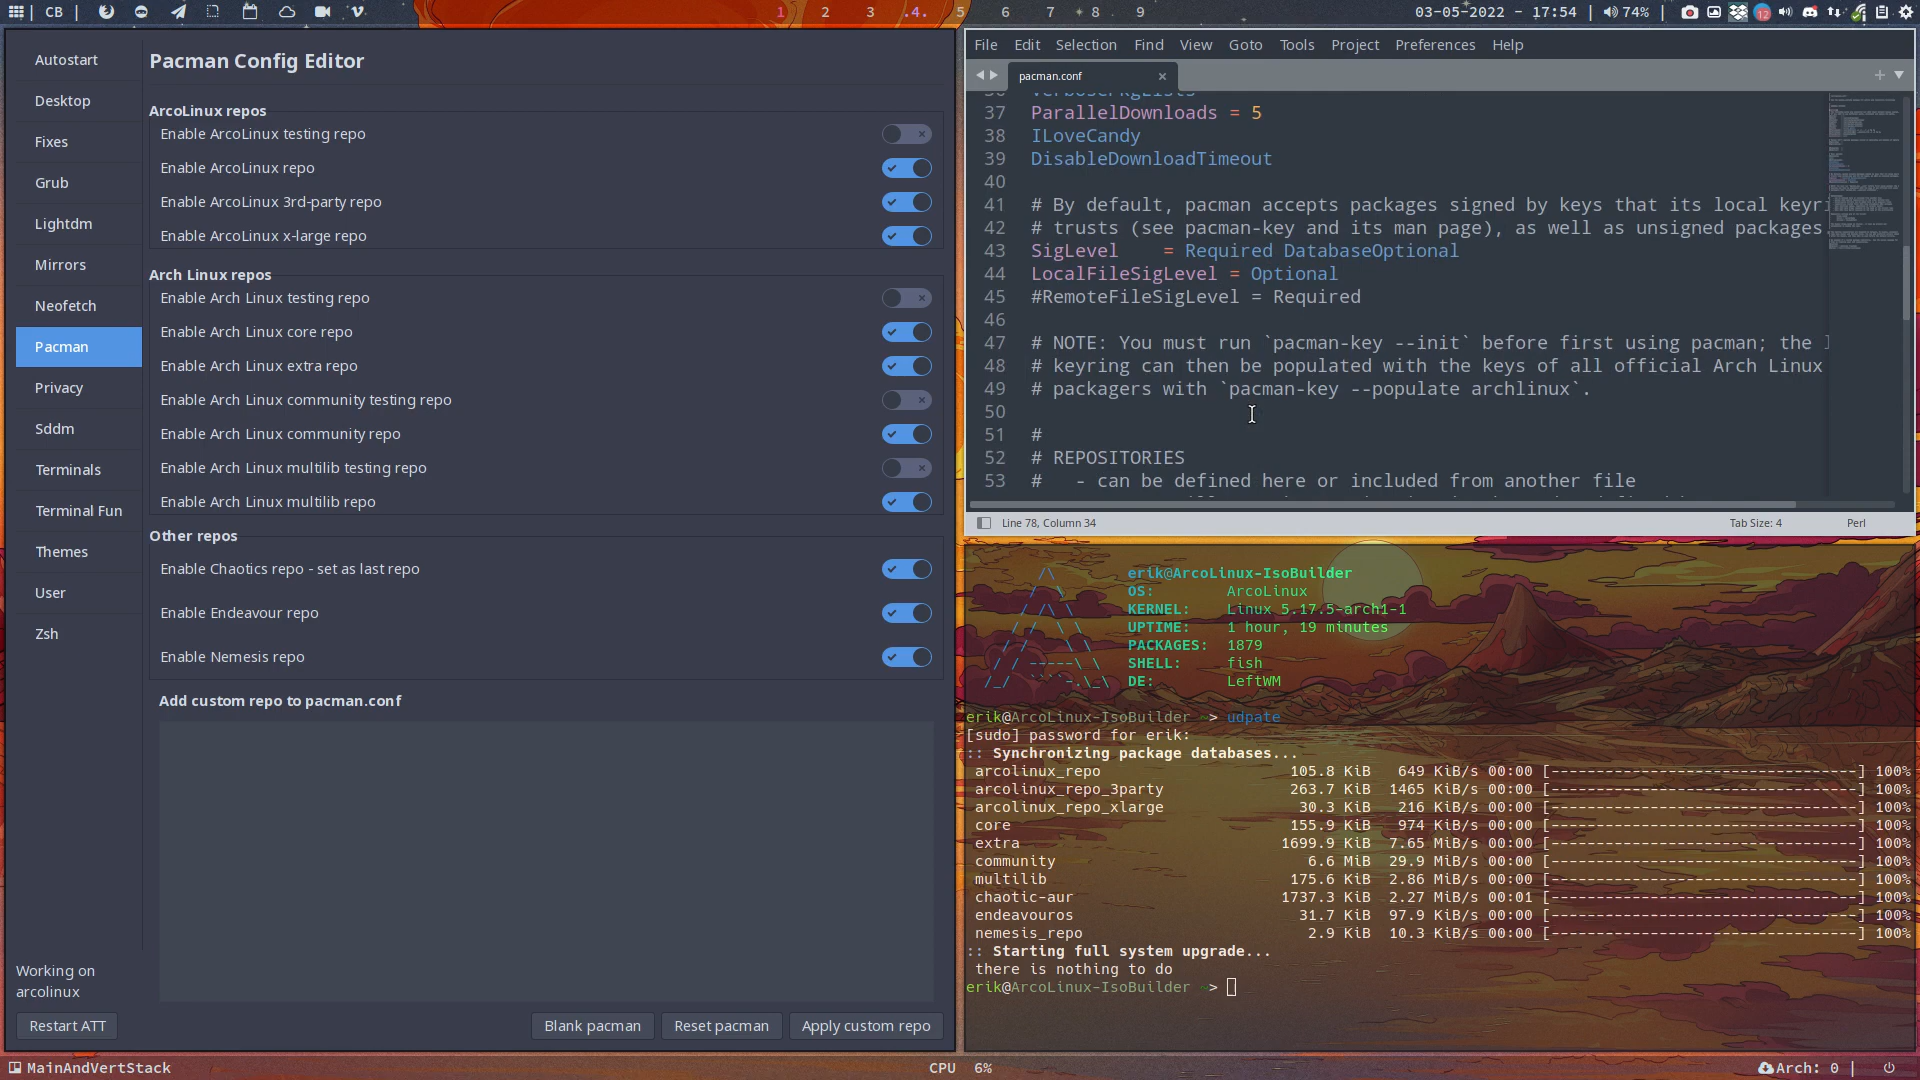 CB
1 2 3 .4. 5 6 7 8 9
03-05-2022 - 17:54 | 74% |
12
Autostart
Desktop
Fixes
Grub
Lightdm
Mirrors
Neofetch
Pacman
Privacy
Sddm
Terminals
Terminal Fun
Themes
User
Zsh
Working on
arcolinux
Restart ATT
Pacman Config Editor
ArcoLinux repos
Enable ArcoLinux testing repo
Enable ArcoLinux repo
Enable ArcoLinux 3rd-party repo
Enable ArcoLinux x-large repo
Arch Linux repos
Enable Arch Linux testing repo
Enable Arch Linux core repo
Enable Arch Linux extra repo
Enable Arch Linux community testing repo
Enable Arch Linux community repo
Enable Arch Linux multilib testing repo
Enable Arch Linux multilib repo
Other repos
Enable Chaotics repo - set as last repo
Enable Endeavour repo
Enable Nemesis repo
Add custom repo to pacman.conf
Blank pacman Reset pacman Apply custom repo
File Edit Selection Find View Goto Tools Project Preferences Help
pacman.conf
36 VerbosePkgLists
37 ParallelDownloads = 5
38 ILoveCandy
39 DisableDownloadTimeout
40
41 # By default, pacman accepts packages signed by keys that its local keyr
42 # trusts (see pacman-key and its man page), as well as unsigned packages
43 SigLevel    = Required DatabaseOptional
44 LocalFileSigLevel = Optional
45 #RemoteFileSigLevel = Required
46
47 # NOTE: You must run `pacman-key --init` before first using pacman; the
48 # keyring can then be populated with the keys of all official Arch Linux
49 # packagers with `pacman-key --populate archlinux`.
50
51 #
52 # REPOSITORIES
53 #   - can be defined here or included from another file
Line 78, Column 34 Tab Size: 4 Perl
erik@ArcoLinux-IsoBuilder
OS: ArcoLinux
KERNEL: Linux 5.17.5-arch1-1
UPTIME: 1 hour, 19 minutes
PACKAGES: 1879
SHELL: fish
DE: LeftWM
erik@ArcoLinux-IsoBuilder ~> udpate
[sudo] password for erik:
:: Synchronizing package databases...
arcolinux_repo 105.8 KiB 649 KiB/s 00:00 [----------------------------------] 100%
arcolinux_repo_3party 263.7 KiB 1465 KiB/s 00:00 [----------------------------------] 100%
arcolinux_repo_xlarge 30.3 KiB 216 KiB/s 00:00 [----------------------------------] 100%
core 155.9 KiB 974 KiB/s 00:00 [----------------------------------] 100%
extra 1699.9 KiB 7.65 MiB/s 00:00 [----------------------------------] 100%
community 6.6 MiB 29.9 MiB/s 00:00 [----------------------------------] 100%
multilib 175.6 KiB 2.86 MiB/s 00:00 [----------------------------------] 100%
chaotic-aur 1737.3 KiB 2.27 MiB/s 00:01 [----------------------------------] 100%
endeavouros 31.7 KiB 97.9 KiB/s 00:00 [----------------------------------] 100%
nemesis_repo 2.9 KiB 10.3 KiB/s 00:00 [----------------------------------] 100%
:: Starting full system upgrade...
there is nothing to do
erik@ArcoLinux-IsoBuilder ~>
MainAndVertStack CPU 6% Arch: 0 |